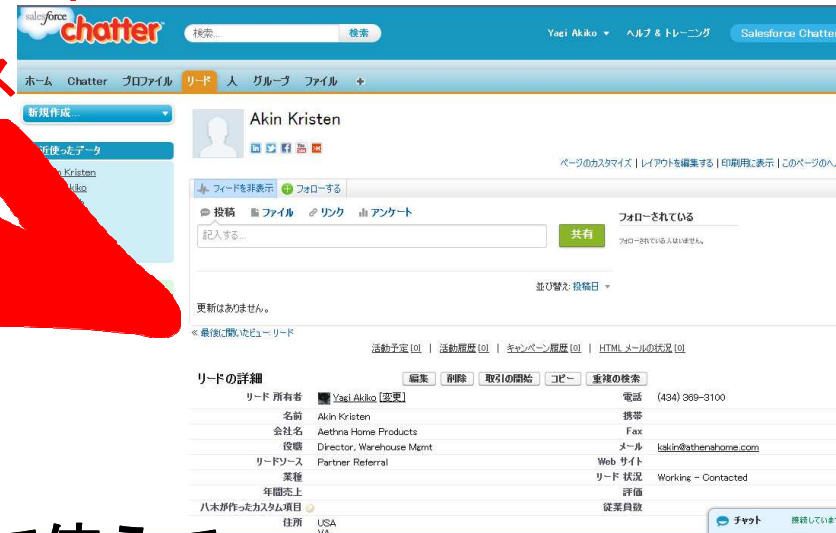 salesforce
chatter
検索...
検索
Yagi Akiko
ヘルプ & トレーニング
Salesforce Chatter
ホーム Chatter プロファイル リード 人 グループ ファイル +
新規作成...
近使ったデータ
Kristen
Akin Kristen
ページのカスタマイズ | レイアウトを編集する | 印刷用に表示 | このページのヘ
フィードを非表示 フォローする
投稿 ファイル リンク アンケート
記入する...
共有
フォローされている
フォローされている人はいません。
並び替え: 投稿日
更新はありません。
« 最後に開いたビュー: リード
活動予定 [0] | 活動履歴 [0] | キャンペーン履歴 [0] | HTML メールの状況 [0]
リードの詳細
編集 削除 取引の開始 コピー 重複の検索
リード 所有者 Yagi Akiko [変更] 電話 (434) 369-3100
名前 Akin Kristen 携帯
会社名 Aethna Home Products Fax
役職 Director, Warehouse Mgmt メール kakin@athenahome.com
リードソース Partner Referral Web サイト
業種 リード 状況 Working - Contacted
年間売上 評価
八木が作ったカスタム項目 従業員数
住所 USA
VA
チャット 接続していま